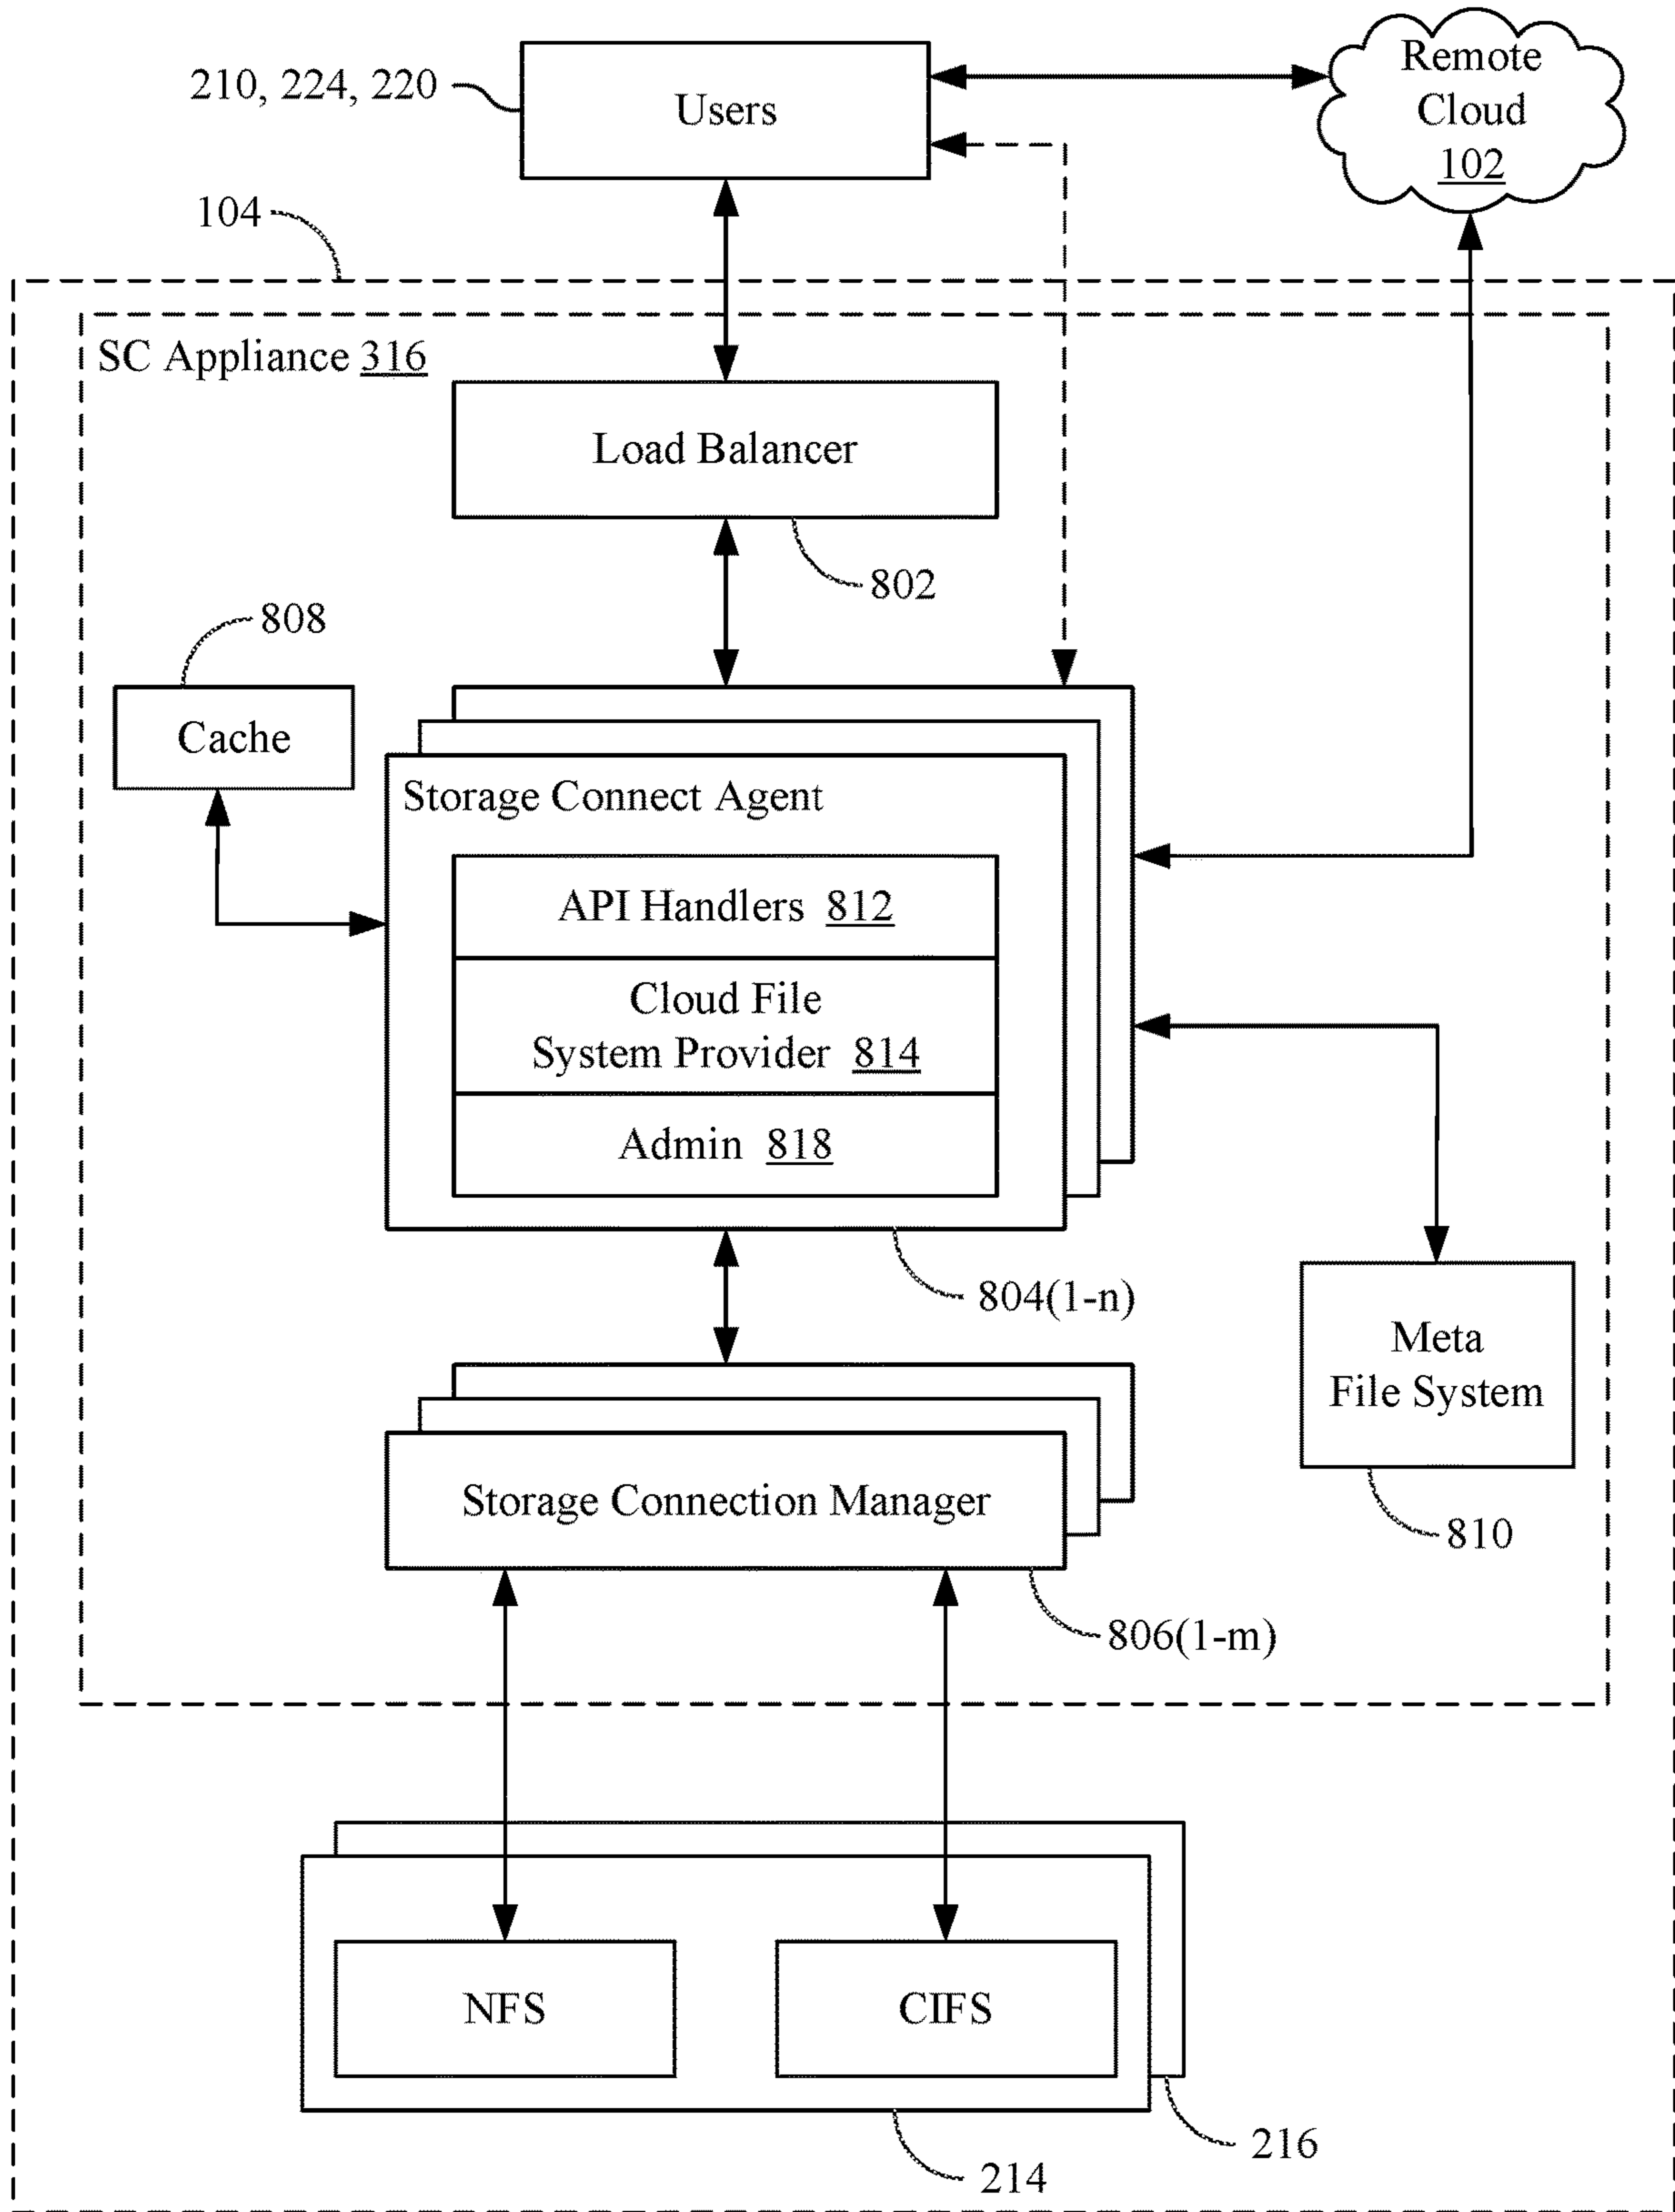 Remote
Cloud
102
210, 224, 220
Users
104
SC Appliance 316
Load Balancer
802
808
Cache
Storage Connect Agent
API Handlers 812
Cloud File
System Provider 814
Admin 818
804(1-n)
Meta
File System
810
Storage Connection Manager
806(1-m)
NFS
CIFS
216
214